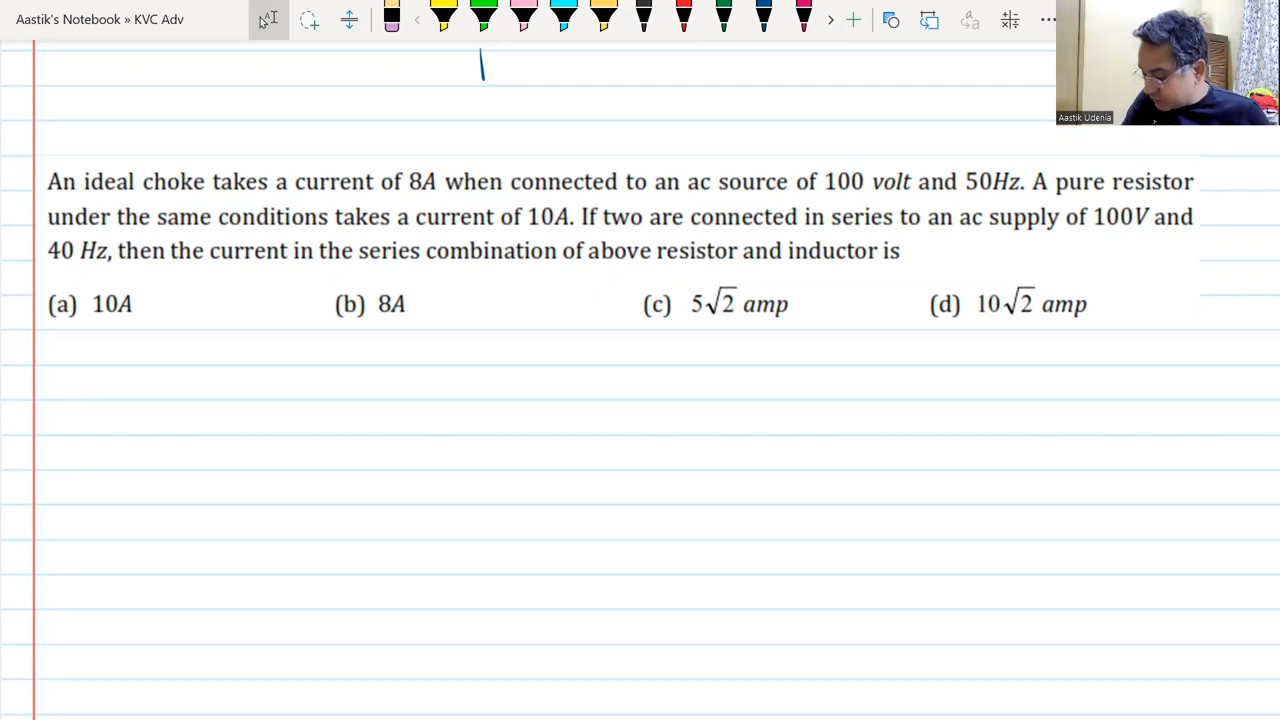 Aastik's Notebook » KVC Adv
Aastik Udenia
An ideal choke takes a current of 8A when connected to an ac source of 100 volt and 50Hz. A pure resistor
under the same conditions takes a current of 10A. If two are connected in series to an ac supply of 100V and
40 Hz, then the current in the series combination of above resistor and inductor is
(a) 10A (b) 8A (c) 5√2 amp (d) 10√2 amp